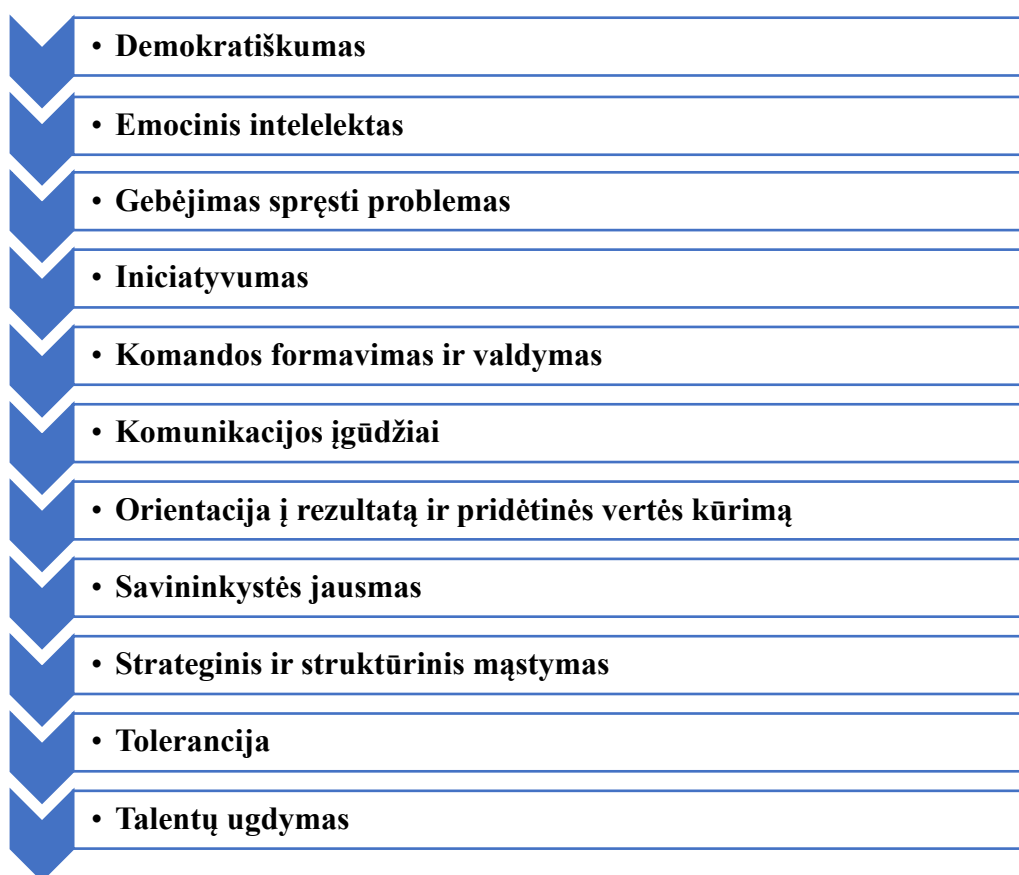 • Demokratiškumas
• Emocinis intelelektas
• Gebėjimas spręsti problemas
• Iniciatyvumas
• Komandos formavimas ir valdymas
• Komunikacijos įgūdžiai
• Orientacija į rezultatą ir pridėtinės vertės kūrimą
• Savininkystės jausmas
• Strateginis ir struktūrinis mąstymas
• Tolerancija
• Talentų ugdymas